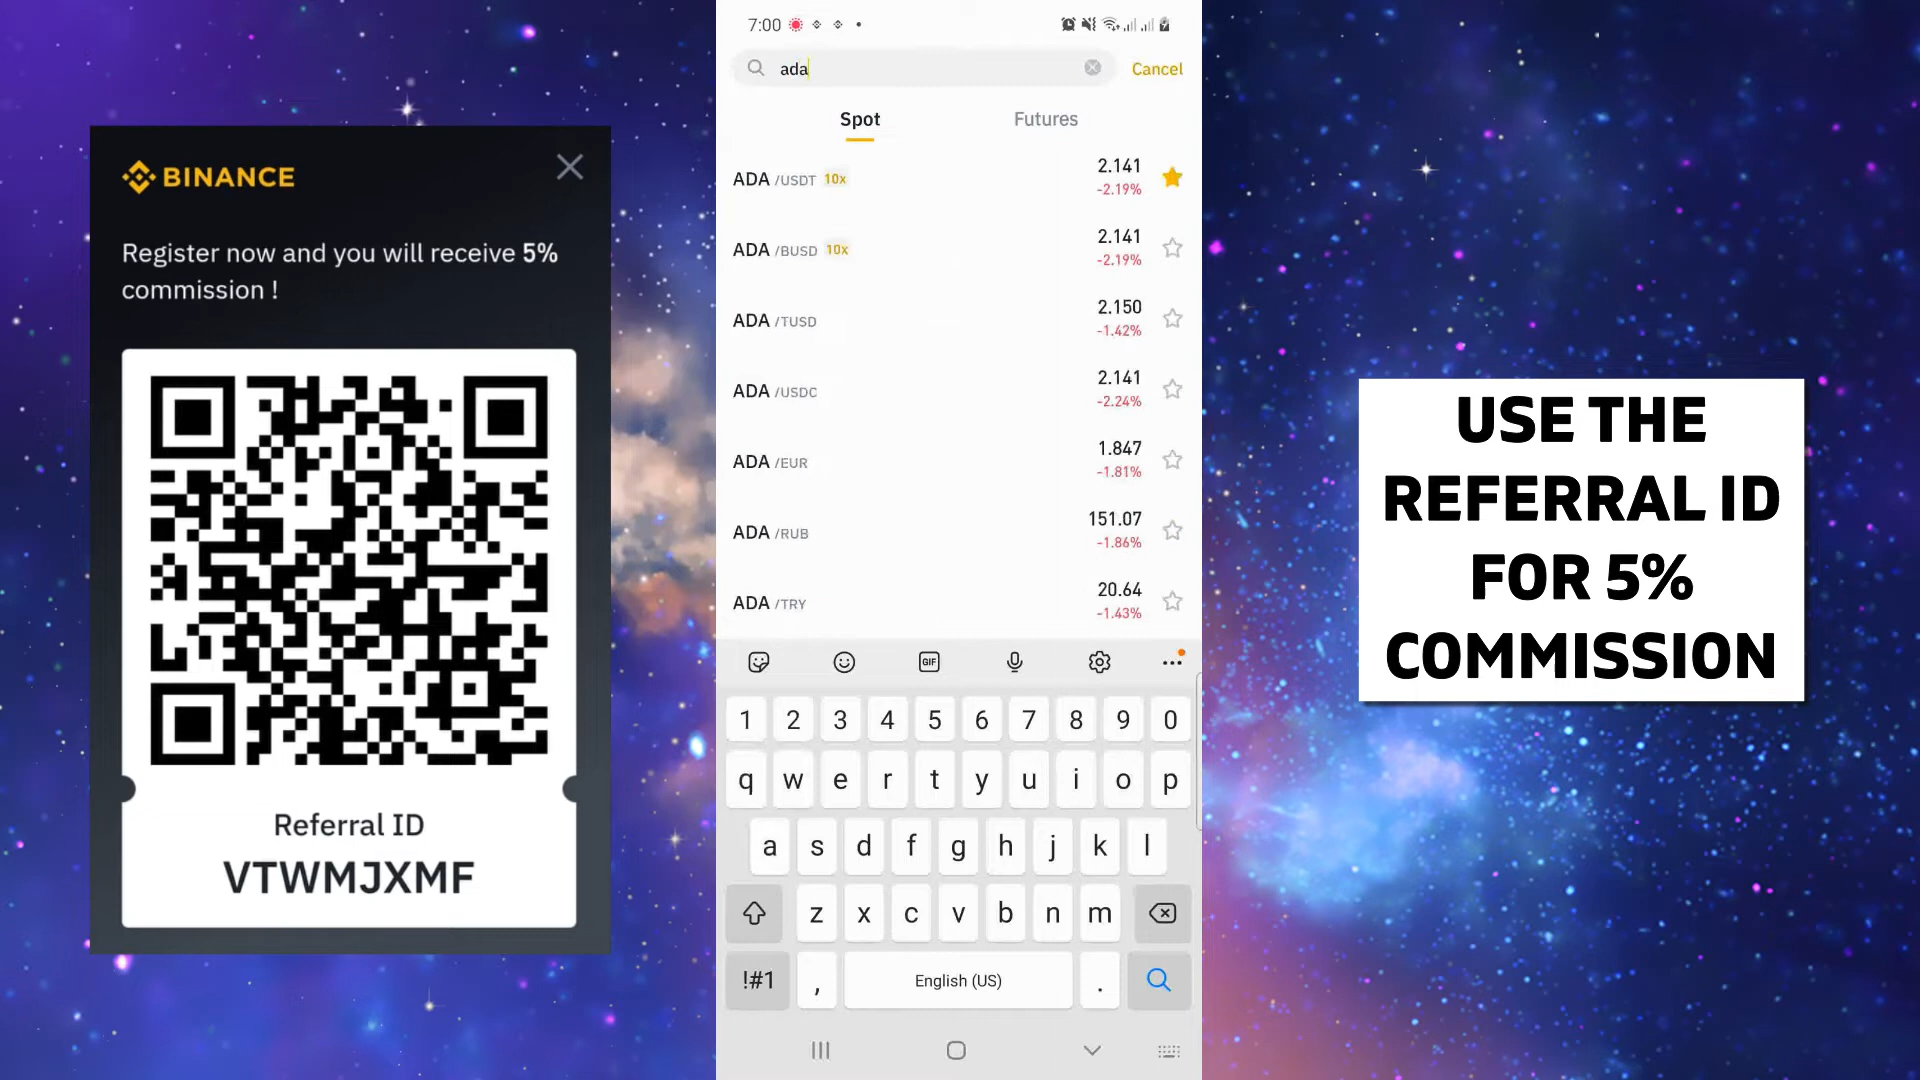 BINANCE
Register now and you will receive 5%
commission !
Referral ID
VTWMJXMF
7:00
ada
Cancel
Spot
Futures
ADA /USDT 10x 2.141
-2.19%
ADA /BUSD 10x 2.141
-2.19%
ADA /TUSD 2.150
-1.42%
ADA /USDC 2.141
-2.24%
ADA /EUR 1.847
-1.81%
ADA /RUB 151.07
-1.86%
ADA /TRY 20.64
-1.43%
GIF
1 2 3 4 5 6 7 8 9 0
q w e r t y u i o p
a s d f g h j k l
z x c v b n m
!#1 , English (US) .
USE THE
REFERRAL ID
FOR 5%
COMMISSION